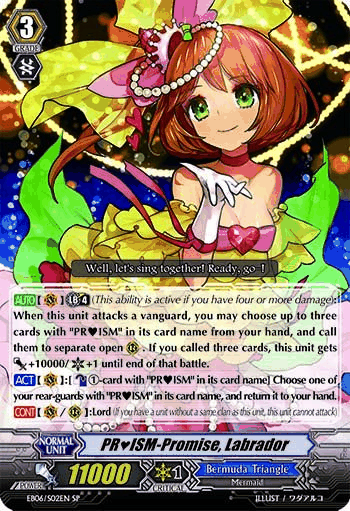 3
GRADE
Well, let's sing together! Ready, go-!
AUTO [ ] LB 4 (This ability is active if you have four or more damage):
When this unit attacks a vanguard, you may choose up to three
cards with "PR♥ISM" in its card name from your hand, and call
them to separate open . If you called three cards, this unit gets
+10000/ +1 until end of that battle.
ACT [ ]:[ ①-card with "PR♥ISM" in its card name] Choose one of
your rear-guards with "PR♥ISM" in its card name, and return it to your hand.
CONT [ / ]:Lord (If you have a unit without a same clan as this unit, this unit cannot attack)
NORMAL UNIT
PR♥ISM-Promise, Labrador
POWER
11000
1
CRITICAL
Bermuda Triangle
Mermaid
EB06/S02EN SP
ILLUST / ワダアルコ